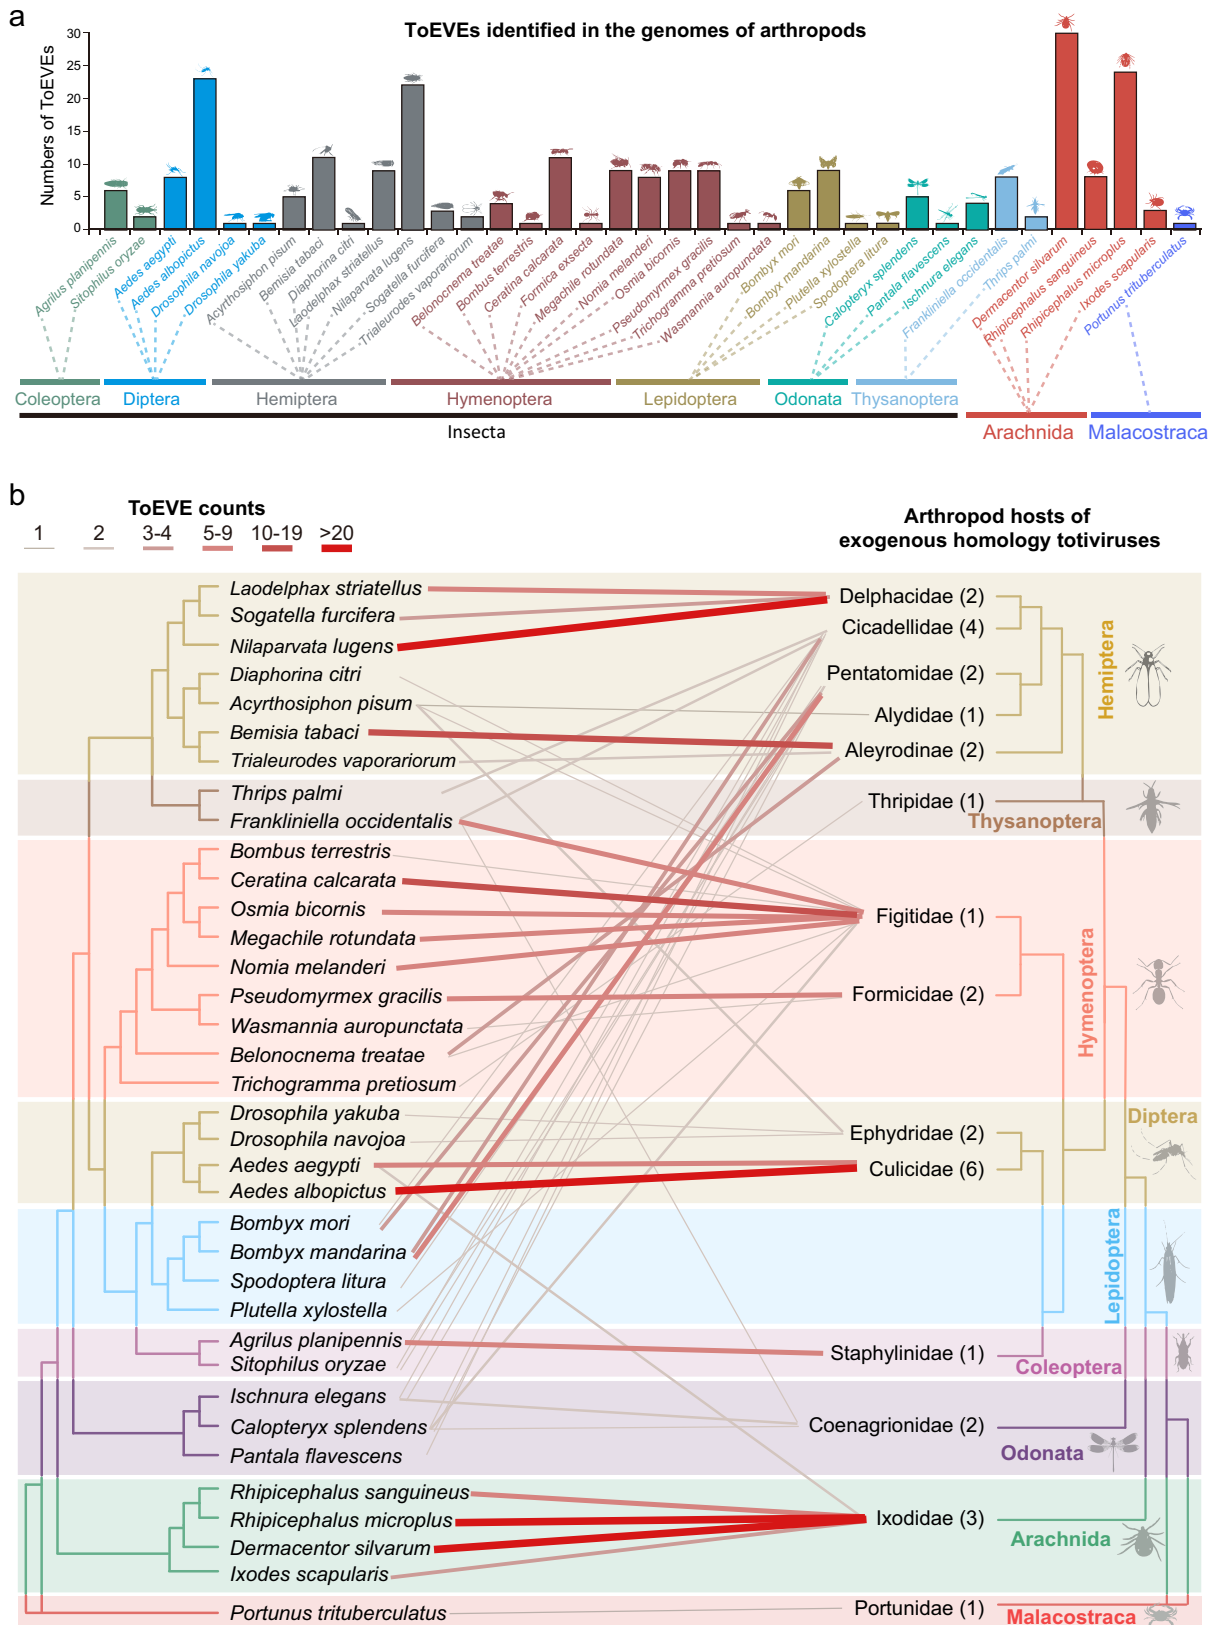 a
ToEVEs identified in the genomes of arthropods
Numbers of ToEVEs
30
25
20
15
10
5
0
Agrilus planipennis
Sitophilus oryzae
Aedes aegypti
Aedes albopictus
Drosophila navojoa
Drosophila yakuba
Acyrthosiphon pisum
Bemisia tabaci
Diaphorina citri
Laodelphax striatellus
Nilaparvata lugens
Sogatella furcifera
Trialeurodes vaporariorum
Belonocnema treatae
Bombus terrestris
Ceratina calcarata
Formica exsecta
Megachile rotundata
Nomia melanderi
Osmia bicornis
Pseudomyrmex gracilis
Trichogramma pretiosum
Wasmannia auropunctata
Bombyx mori
Bombyx mandarina
Plutella xylostella
Spodoptera litura
Calopteryx splendens
Pantala flavescens
Ischnura elegans
Frankliniella occidentalis
Thrips palmi
Dermacentor silvarum
Rhipicephalus sanguineus
Rhipicephalus microplus
Ixodes scapularis
Portunus trituberculatus
Coleoptera
Diptera
Hemiptera
Hymenoptera
Lepidoptera
Odonata
Thysanoptera
Insecta
Arachnida
Malacostraca
b
ToEVE counts
1 2 3-4 5-9 10-19 >20
Arthropod hosts of
exogenous homology totiviruses
Laodelphax striatellus
Sogatella furcifera
Nilaparvata lugens
Diaphorina citri
Acyrthosiphon pisum
Bemisia tabaci
Trialeurodes vaporariorum
Thrips palmi
Frankliniella occidentalis
Bombus terrestris
Ceratina calcarata
Osmia bicornis
Megachile rotundata
Nomia melanderi
Pseudomyrmex gracilis
Wasmannia auropunctata
Belonocnema treatae
Trichogramma pretiosum
Drosophila yakuba
Drosophila navojoa
Aedes aegypti
Aedes albopictus
Bombyx mori
Bombyx mandarina
Spodoptera litura
Plutella xylostella
Agrilus planipennis
Sitophilus oryzae
Ischnura elegans
Calopteryx splendens
Pantala flavescens
Rhipicephalus sanguineus
Rhipicephalus microplus
Dermacentor silvarum
Ixodes scapularis
Portunus trituberculatus
Delphacidae (2)
Cicadellidae (4)
Pentatomidae (2)
Alydidae (1)
Aleyrodinae (2)
Thripidae (1)
Figitidae (1)
Formicidae (2)
Ephydridae (2)
Culicidae (6)
Staphylinidae (1)
Coenagrionidae (2)
Ixodidae (3)
Portunidae (1)
Hemiptera
Thysanoptera
Hymenoptera
Diptera
Lepidoptera
Coleoptera
Odonata
Arachnida
Malacostraca